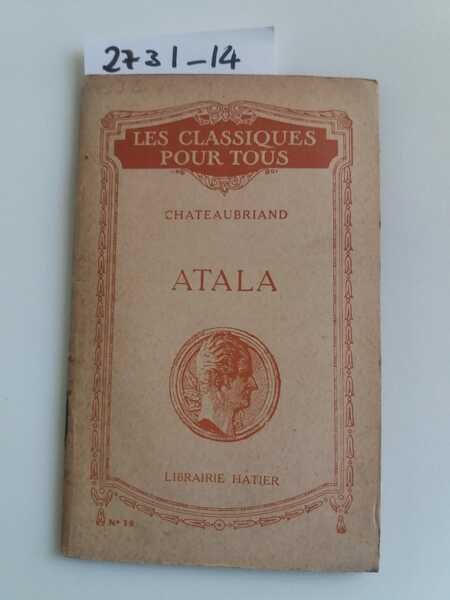 2731-14
LES CLASSIQUES
POUR TOUS
CHATEAUBRIAND
ATALA
LIBRAIRIE HATIER